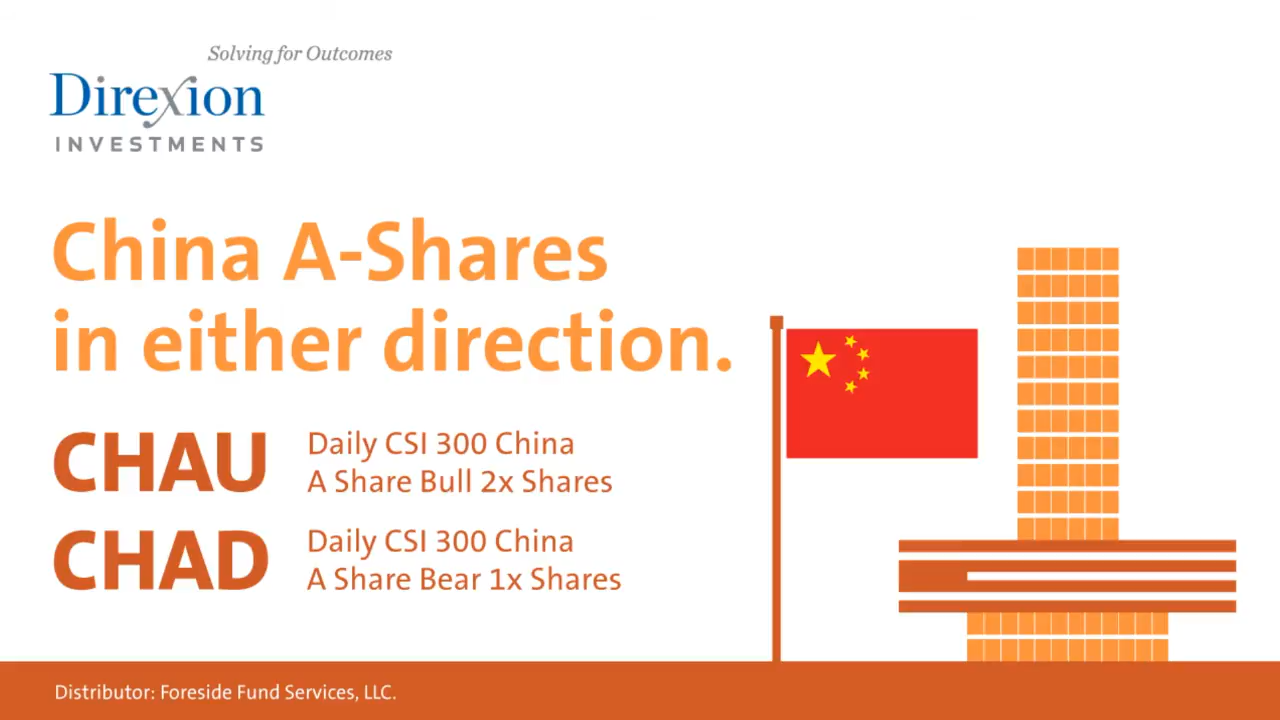 Solving for Outcomes
Direxion
INVESTMENTS
China A-Shares
in either direction.
CHAU
Daily CSI 300 China
A Share Bull 2x Shares
CHAD
Daily CSI 300 China
A Share Bear 1x Shares
Distributor: Foreside Fund Services, LLC.